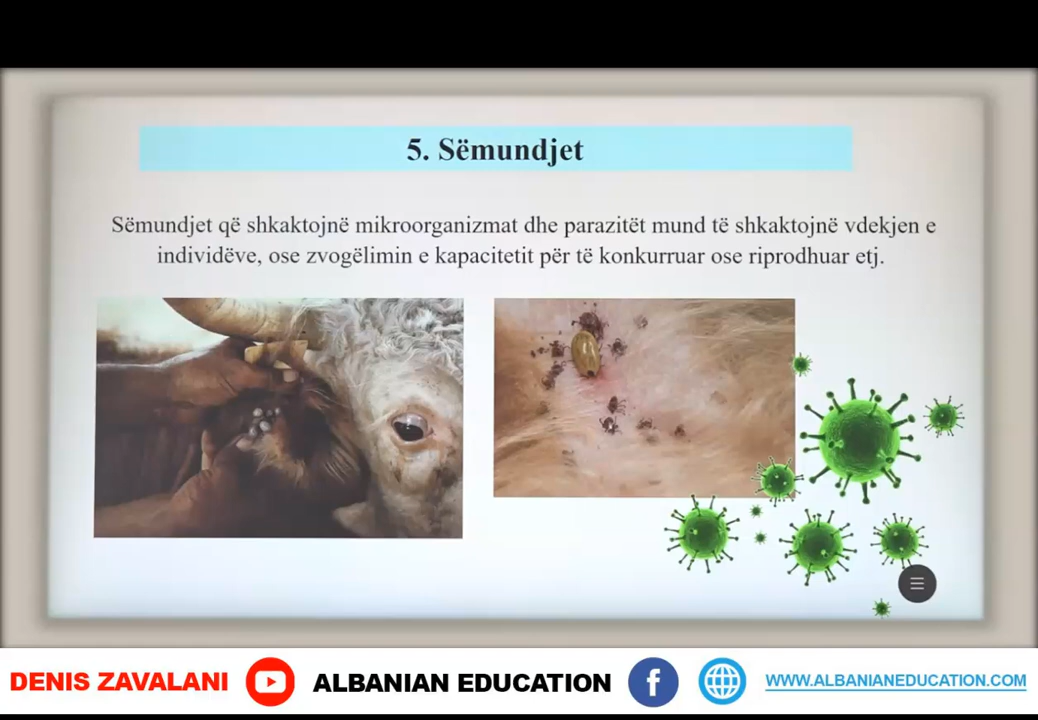 5. Sëmundjet
Sëmundjet që shkaktojnë mikroorganizmat dhe parazitët mund të shkaktojnë vdekjen e
individëve, ose zvogëlimin e kapacitetit për të konkurruar ose riprodhuar etj.
DENIS ZAVALANI ALBANIAN EDUCATION WWW.ALBANIANEDUCATION.COM